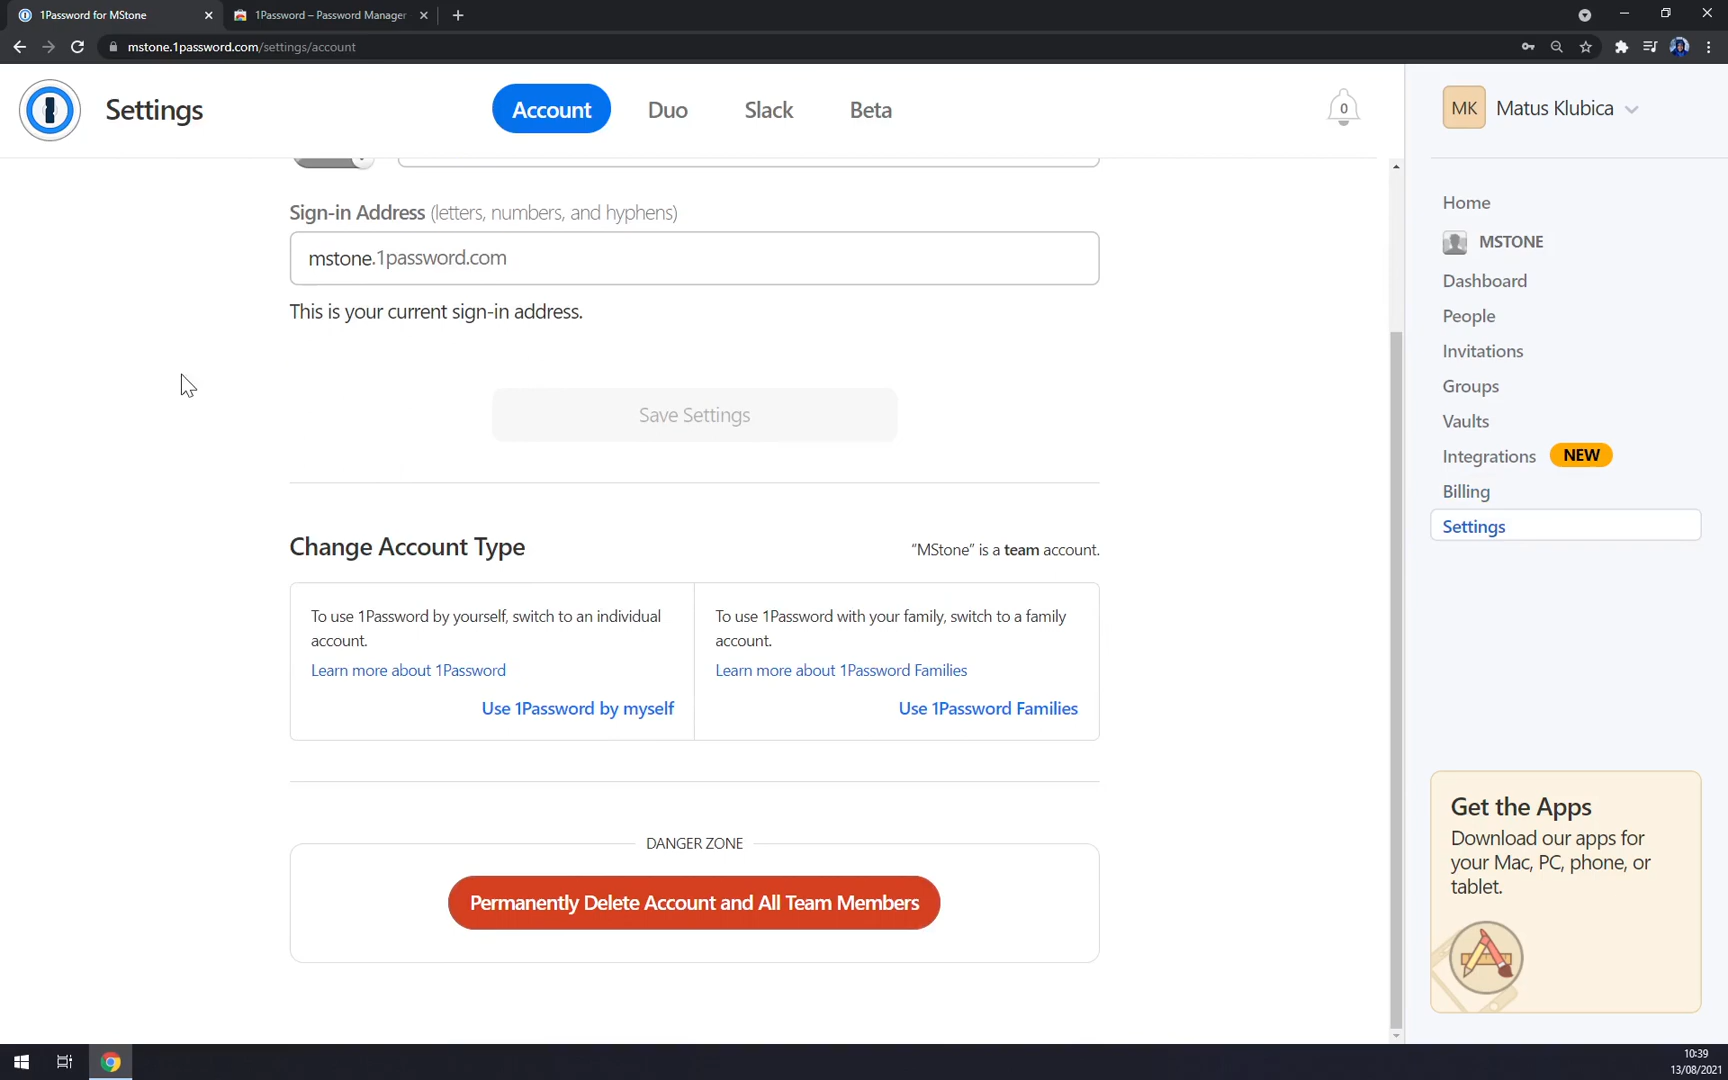 1Password for MStone
1Password – Password Manager
mstone.1password.com/settings/account
Settings
Account
Duo
Slack
Beta
0
MK
Matus Klubica
Sign-in Address (letters, numbers, and hyphens)
mstone.1password.com
This is your current sign-in address.
Save Settings
Change Account Type
“MStone” is a team account.
To use 1Password by yourself, switch to an individual
account.
Learn more about 1Password
Use 1Password by myself
To use 1Password with your family, switch to a family
account.
Learn more about 1Password Families
Use 1Password Families
DANGER ZONE
Permanently Delete Account and All Team Members
Home
MSTONE
Dashboard
People
Invitations
Groups
Vaults
Integrations NEW
Billing
Settings
Get the Apps
Download our apps for
your Mac, PC, phone, or
tablet.
10:39
13/08/2021